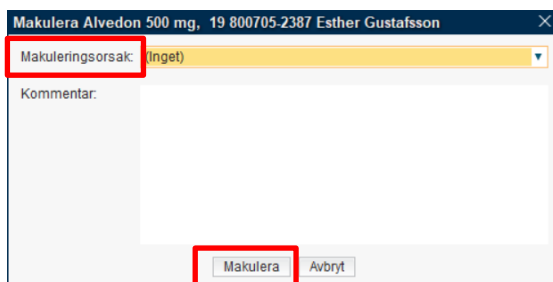 Makulera Alvedon 500 mg, 19 800705-2387 Esther Gustafsson
Makuleringsorsak: (Inget)
Kommentar:
Makulera Avbryt